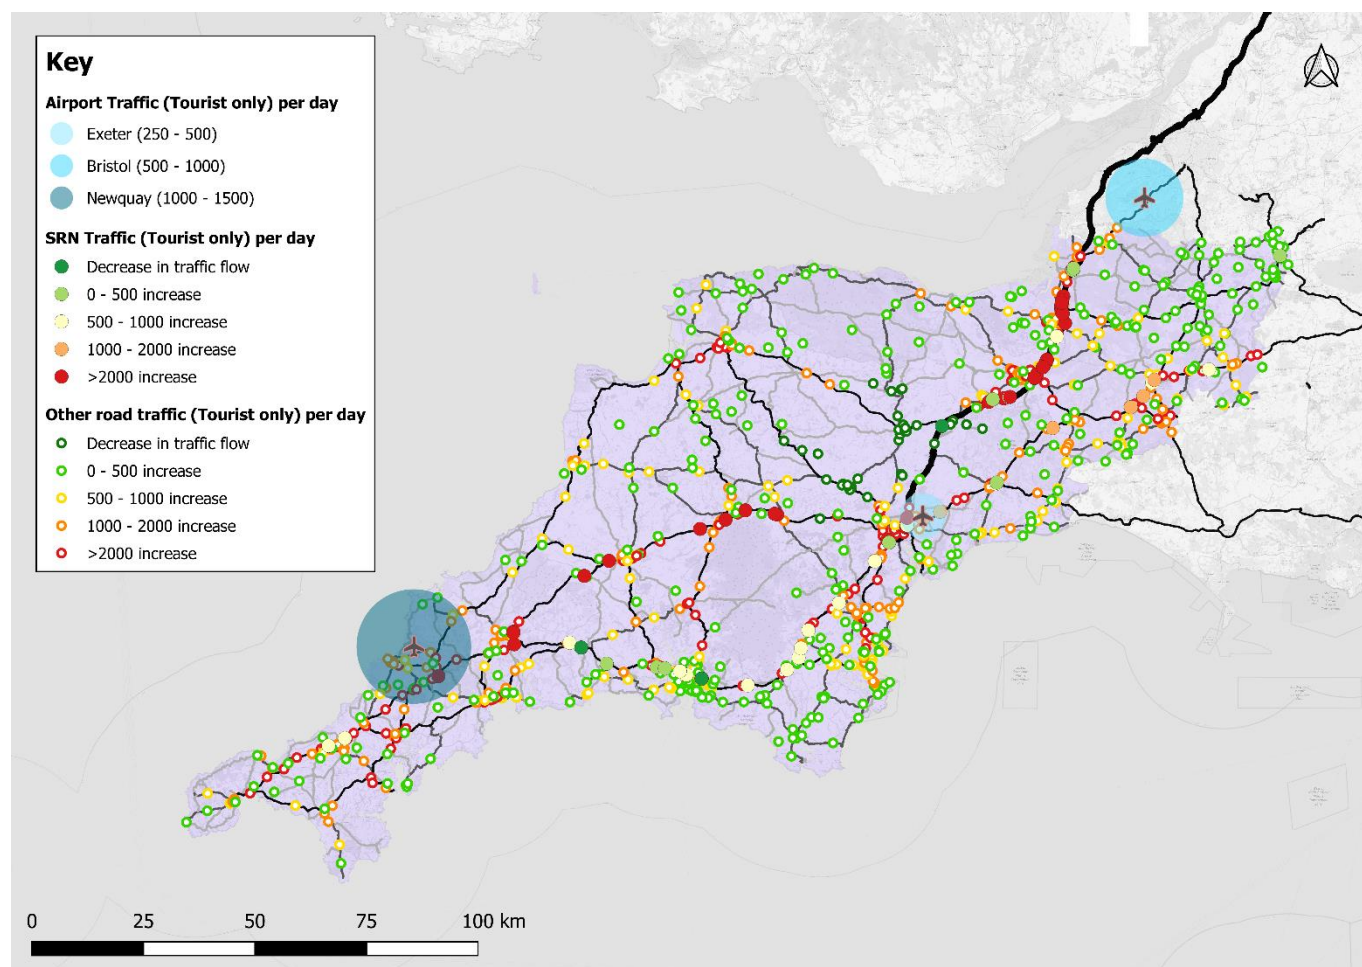 Key
Airport Traffic (Tourist only) per day
Exeter (250 - 500)
Bristol (500 - 1000)
Newquay (1000 - 1500)
SRN Traffic (Tourist only) per day
Decrease in traffic flow
0 - 500 increase
500 - 1000 increase
1000 - 2000 increase
>2000 increase
Other road traffic (Tourist only) per day
Decrease in traffic flow
0 - 500 increase
500 - 1000 increase
1000 - 2000 increase
>2000 increase
0 25 50 75 100 km